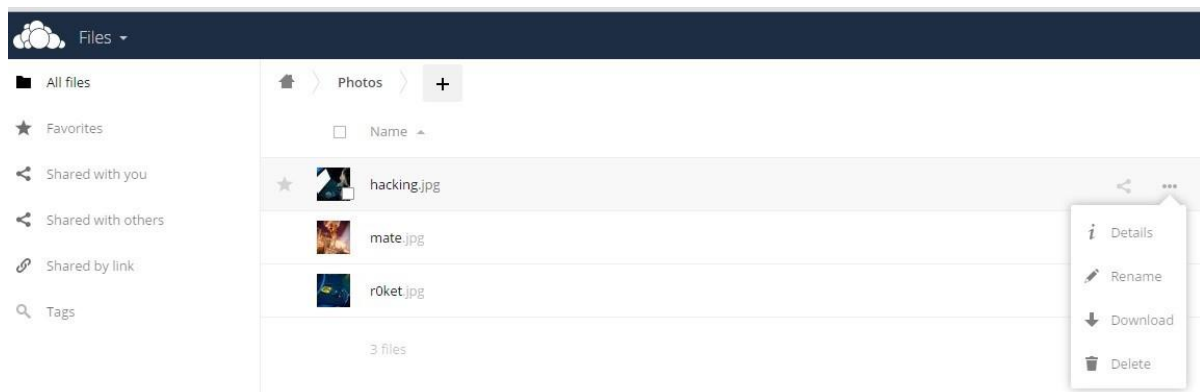 Files
All files
Favorites
Shared with you
Shared with others
Shared by link
Tags
Photos +
Name
hacking.jpg
mate.jpg
r0ket.jpg
3 files
i Details
Rename
Download
Delete